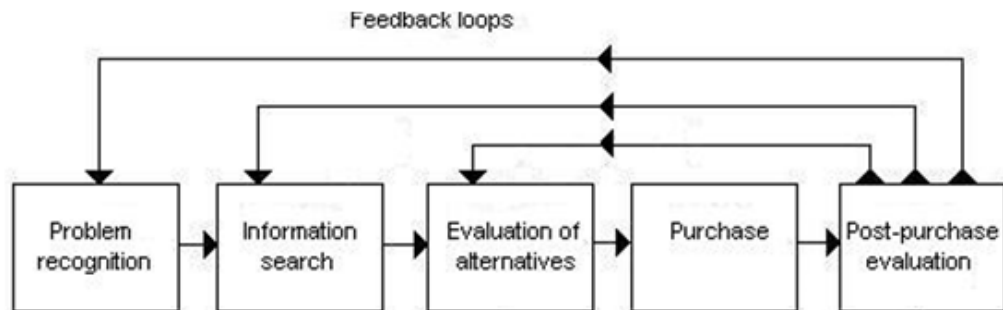 Feedback loops
Problem
recognition
Information
search
Evaluation of
alternatives
Purchase
Post-purchase
evaluation